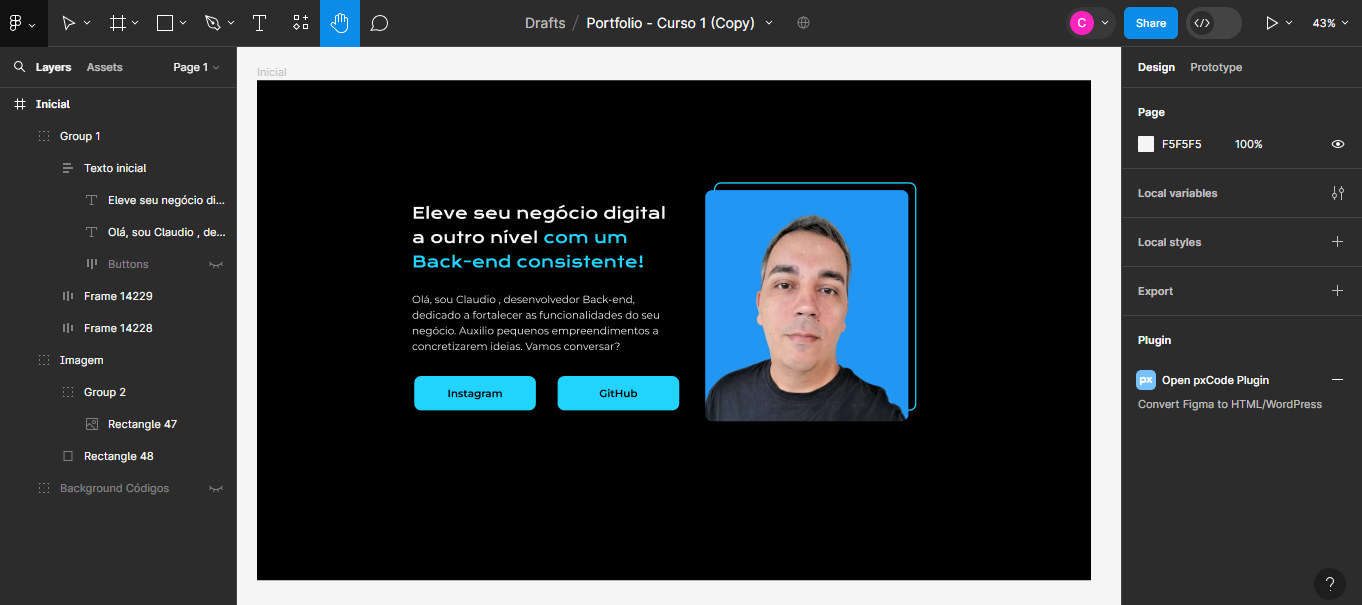 Drafts / Portfolio - Curso 1 (Copy)
C
Share
43%
Layers Assets Page 1
Inicial
Group 1
Texto inicial
Eleve seu negócio di...
Olá, sou Claudio , de...
Buttons
Frame 14229
Frame 14228
Imagem
Group 2
Rectangle 47
Rectangle 48
Background Códigos
Inicial
Eleve seu negócio digital
a outro nível com um
Back-end consistente!
Olá, sou Claudio , desenvolvedor Back-end,
dedicado a fortalecer as funcionalidades do seu
negócio. Auxilio pequenos empreendimentos a
concretizarem ideias. Vamos conversar?
Instagram GitHub
Design Prototype
Page
F5F5F5 100%
Local variables
Local styles
Export
Plugin
px Open pxCode Plugin
Convert Figma to HTML/WordPress
?